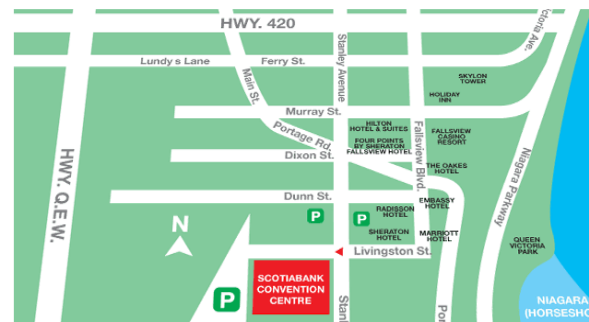 HWY. 420
Lundy s Lane
Ferry St.
Stanley Avenue
Main St.
Victoria Ave.
SKYLON
TOWER
HOLIDAY
INN
Murray St.
Portage Rd.
HILTON
HOTEL & SUITES
FOUR POINTS
BY SHERATON
FALLSVIEW HOTEL
Fallsview Blvd.
FALLSVIEW
CASINO
RESORT
Dixon St.
THE OAKES
HOTEL
Niagara Parkway
HWY. Q.E.W.
Dunn St.
EMBASSY
HOTEL
RADISSON
HOTEL
P
P
N
SHERATON
HOTEL
MARRIOTT
HOTEL
QUEEN
VICTORIA
PARK
Livingston St.
SCOTIABANK
CONVENTION
CENTRE
P
Stanl
Por
NIAGARA
(HORSESHO